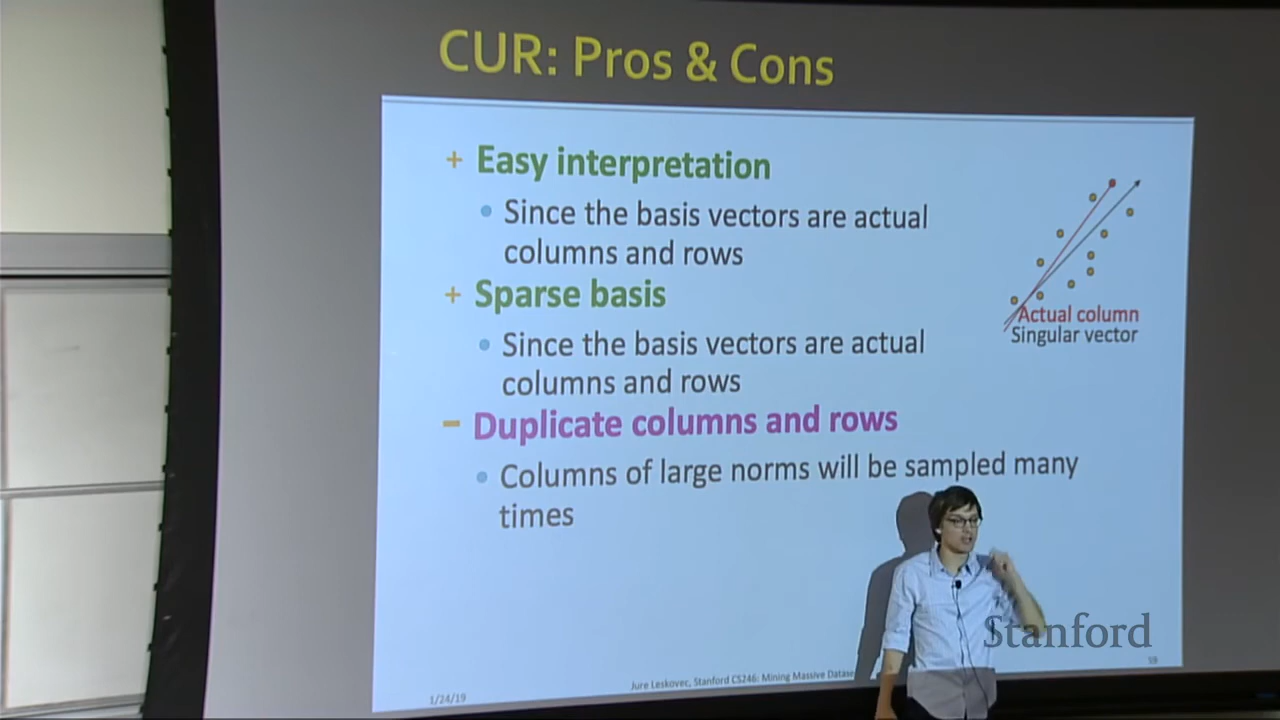 CUR: Pros & Cons
+ Easy interpretation
Since the basis vectors are actual
columns and rows
+ Sparse basis
Since the basis vectors are actual
columns and rows
Actual column
Singular vector
− Duplicate columns and rows
Columns of large norms will be sampled many
times
Stanford
1/24/19
Jure Leskovec, Stanford CS246: Mining Massive Datase
59